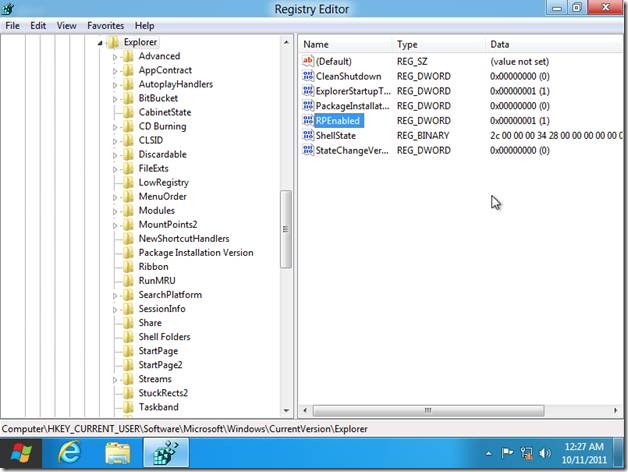 Registry Editor
File Edit View Favorites Help
Explorer
Advanced
AppContract
AutoplayHandlers
BitBucket
CabinetState
CD Burning
CLSID
Discardable
FileExts
LowRegistry
MenuOrder
Modules
MountPoints2
NewShortcutHandlers
Package Installation Version
Ribbon
RunMRU
SearchPlatform
SessionInfo
Share
Shell Folders
StartPage
StartPage2
Streams
StuckRects2
Taskband
Name Type Data
(Default) REG_SZ (value not set)
CleanShutdown REG_DWORD 0x00000000 (0)
ExplorerStartupT... REG_DWORD 0x00000001 (1)
PackageInstallat... REG_DWORD 0x00000000 (0)
RPEnabled REG_DWORD 0x00000001 (1)
ShellState REG_BINARY 2c 00 00 00 34 28 00 00 00 00 00 0
StateChangeVer... REG_DWORD 0x00000000 (0)
Computer\HKEY_CURRENT_USER\Software\Microsoft\Windows\CurrentVersion\Explorer
12:27 AM
10/11/2011